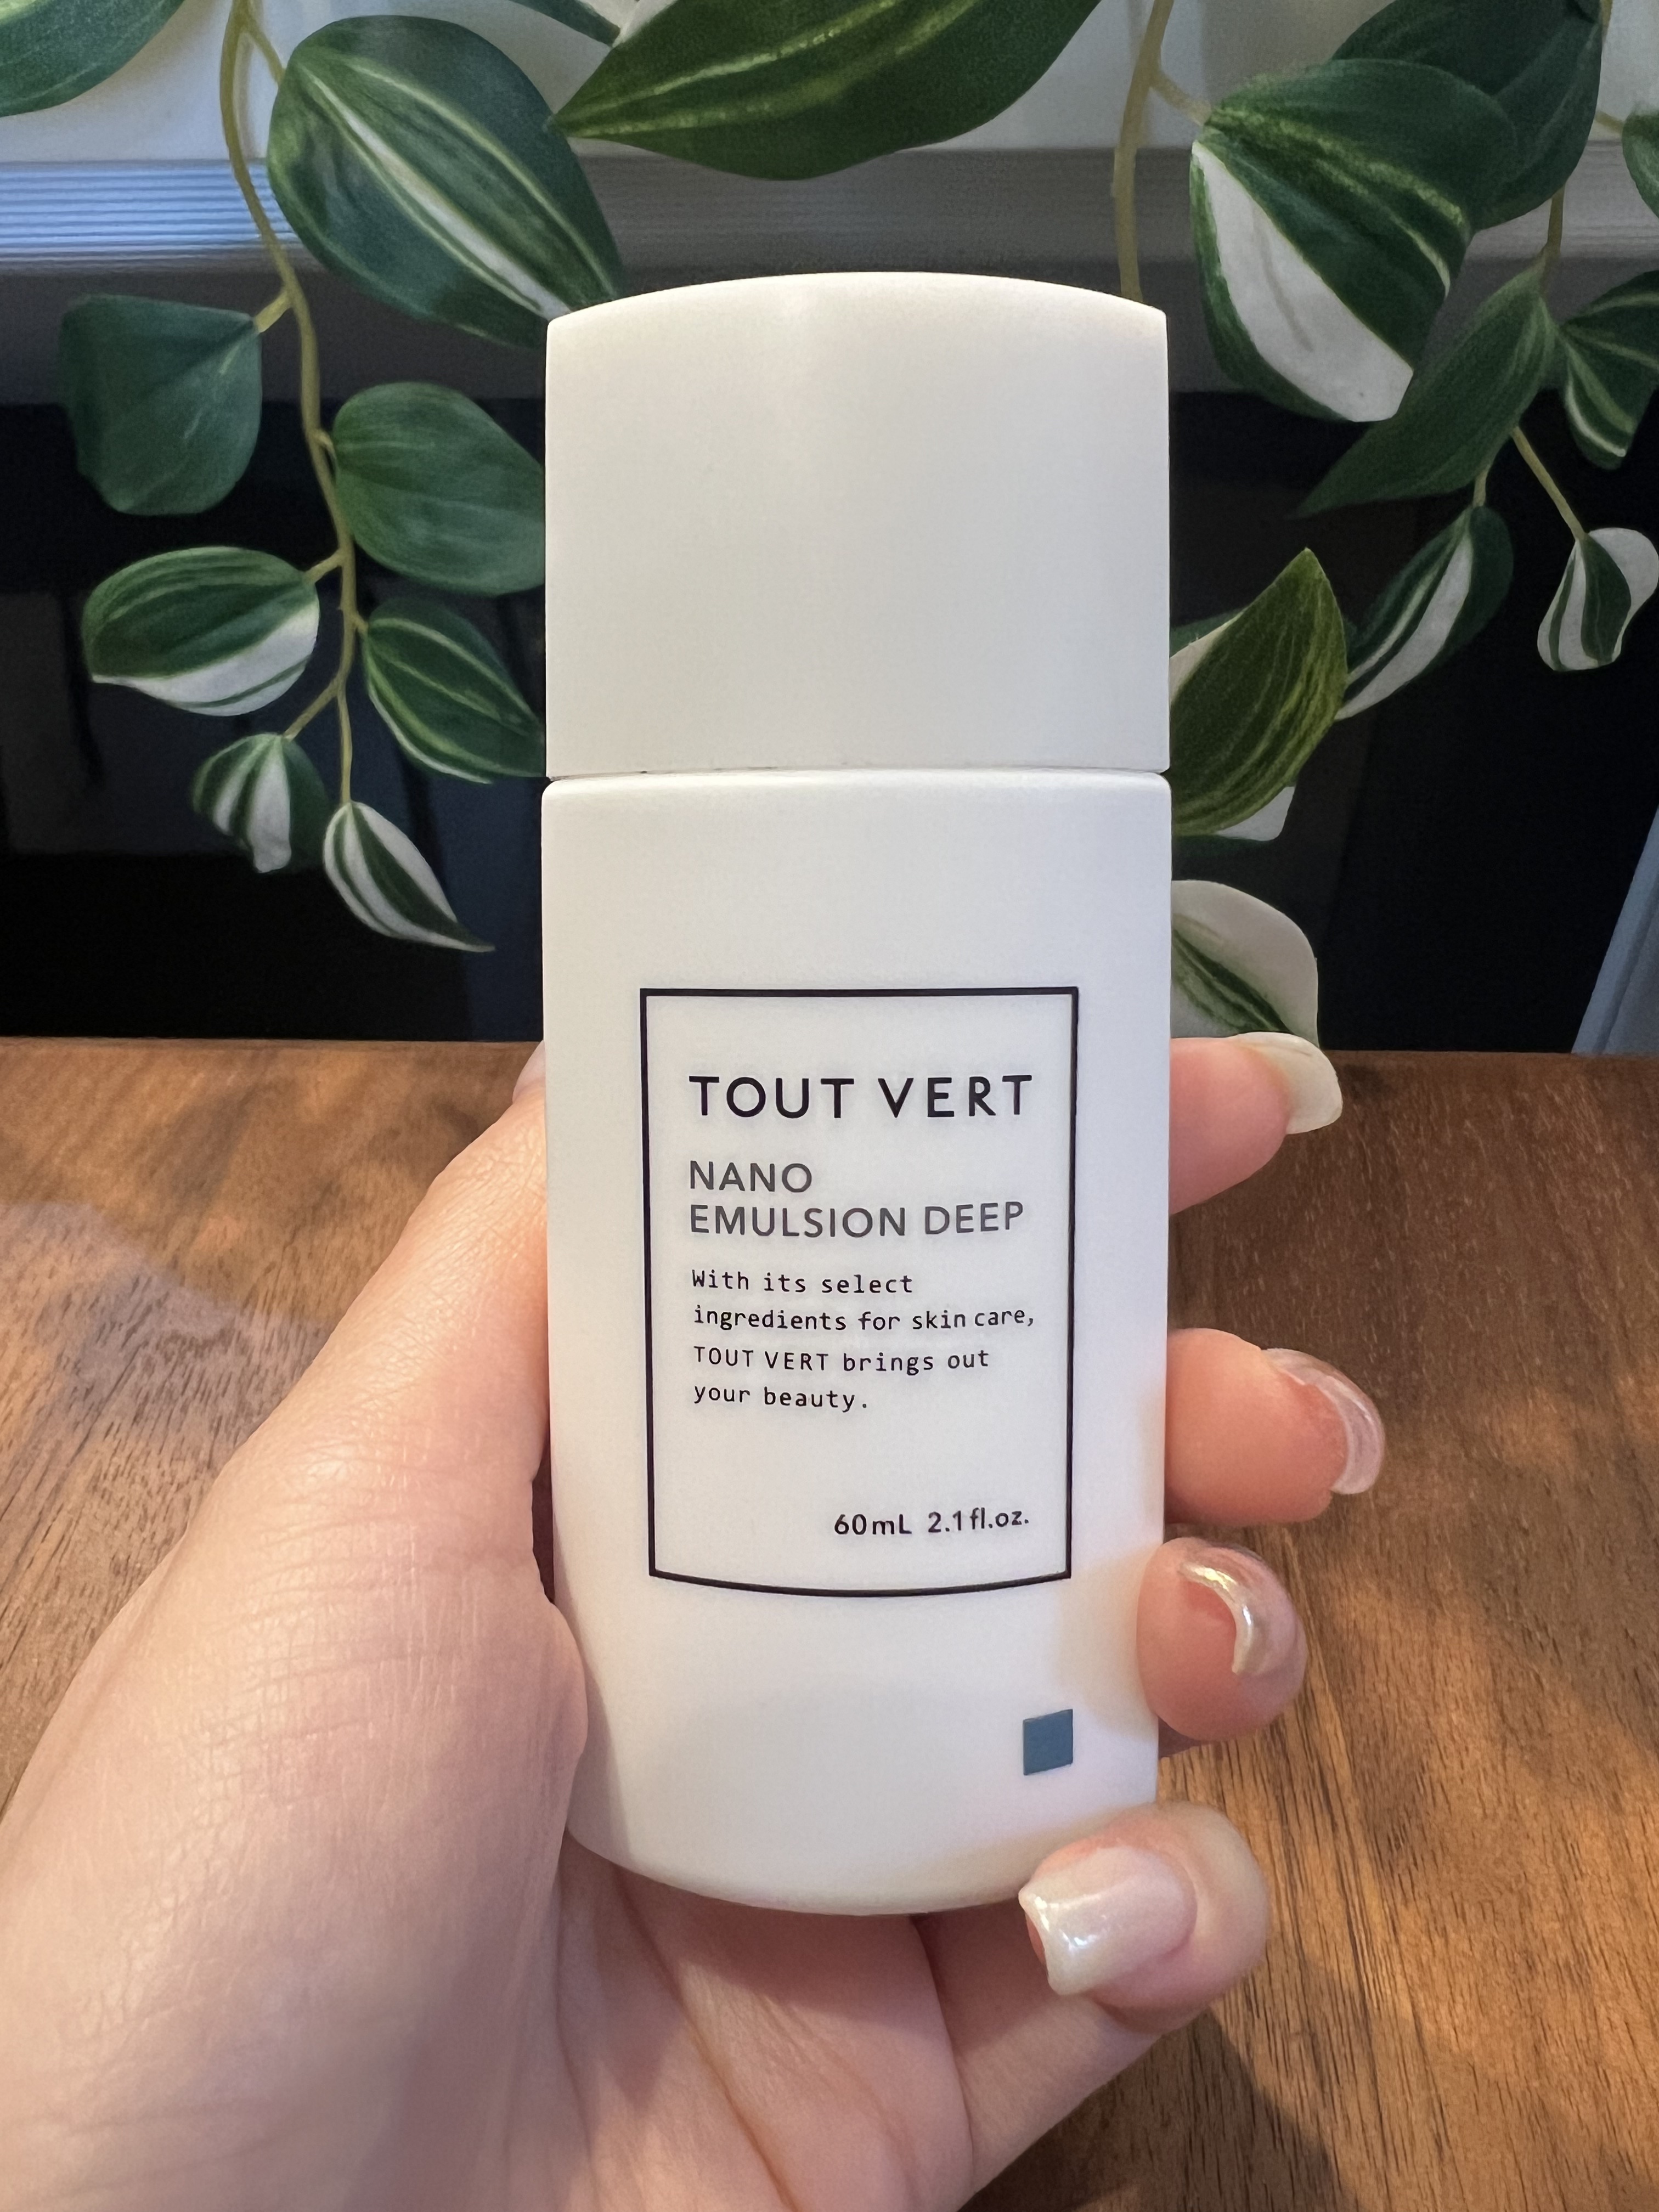 TOUT VERT
NANO
EMULSION DEEP
With its select
ingredients for skin care,
TOUT VERT brings out
your beauty.
60mL 2.1fl.oz.